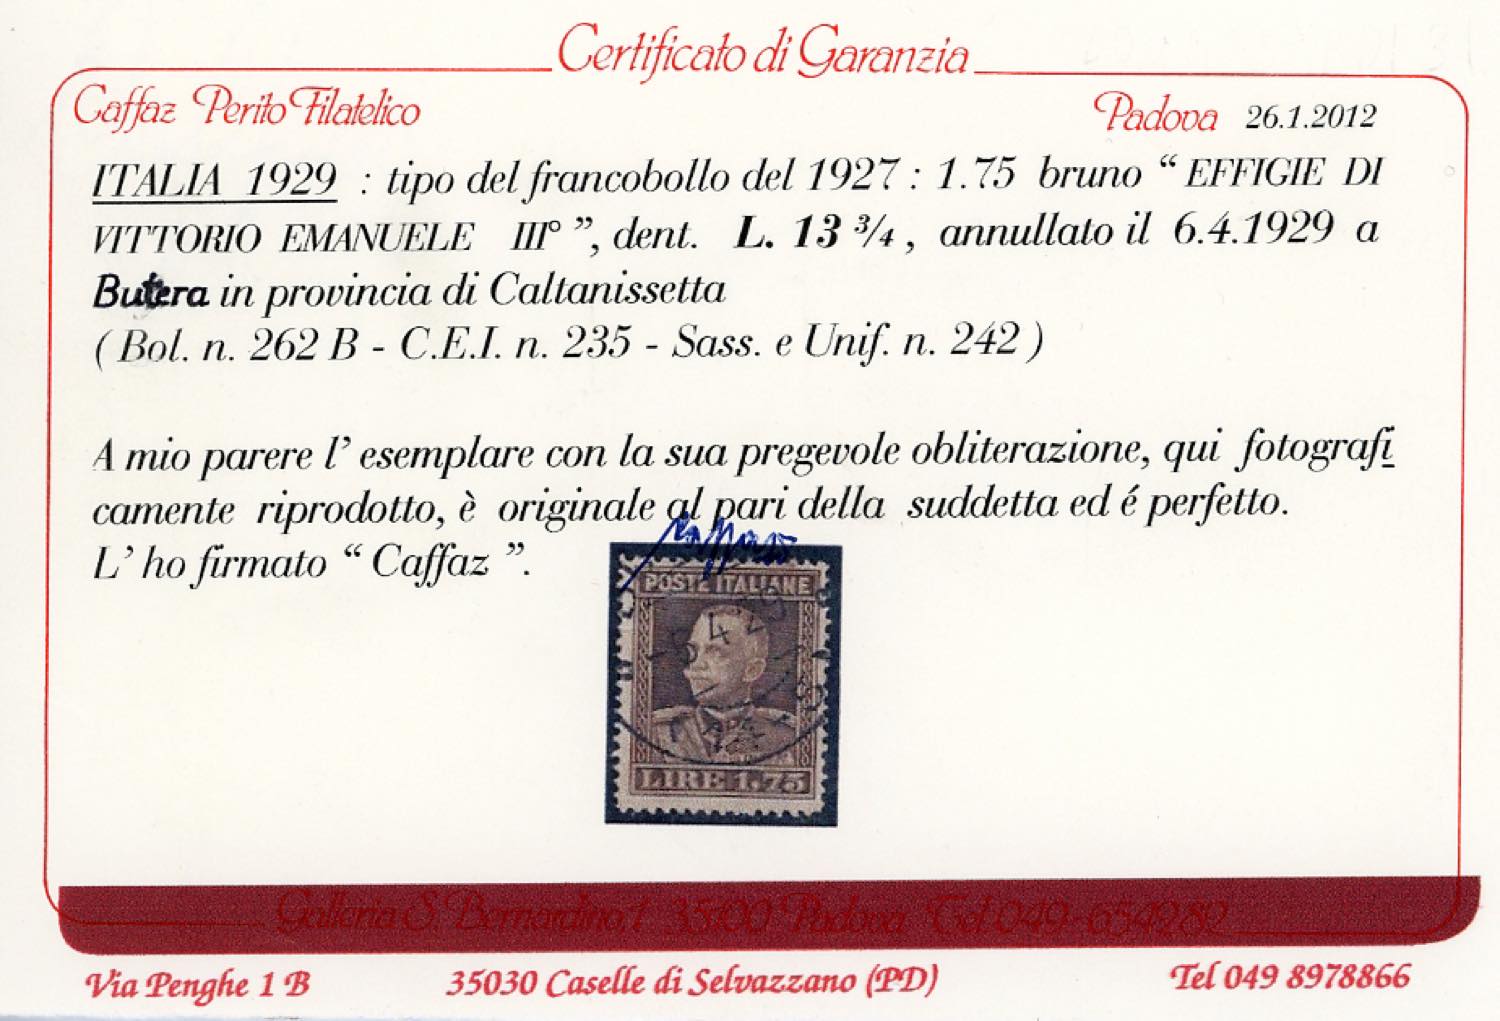 Certificato di Garanzia
Caffaz Perito Filatelico
Padova 26.1.2012
ITALIA 1929 : tipo del francobollo del 1927 : 1.75 bruno “ EFFIGIE DI
VITTORIO EMANUELE III° ”, dent. L. 13 ¾ , annullato il 6.4.1929 a
Butera in provincia di Caltanissetta
( Bol. n. 262 B - C.E.I. n. 235 - Sass. e Unif. n. 242 )
A mio parere l’ esemplare con la sua pregevole obliterazione, qui fotografi
camente riprodotto, è originale al pari della suddetta ed é perfetto.
L’ ho firmato “ Caffaz ”.
Caffaz
POSTE ITALIANE
6 4 29
LIRE 1,75
Galleria S. Bernardino, 1 35100 Padova Tel. 049-654282
Via Penghe 1 B 35030 Caselle di Selvazzano (PD) Tel 049 8978866